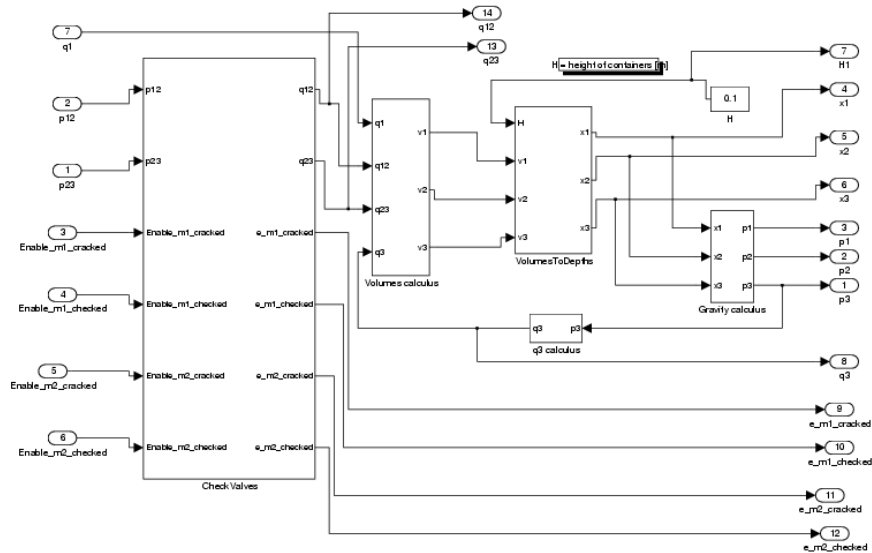 7
q1
2
p12
1
p23
3
Enable_m1_cracked
4
Enable_m1_checked
5
Enable_m2_cracked
6
Enable_m2_checked
p12
p23
Enable_m1_cracked
Enable_m1_checked
Enable_m2_cracked
Enable_m2_checked
q12
q23
e_m1_cracked
e_m1_checked
e_m2_cracked
e_m2_checked
Check Valves
14
q12
13
q23
q1
q12
q23
q3
v1
v2
v3
Volumes calculus
H = height of containers
0.1
H
H
v1
v2
v3
x1
x2
x3
VolumesToDepths
x1
x2
x3
p1
p2
p3
Gravity calculus
q3
p3
q3 calculus
7
H1
4
x1
5
x2
6
x3
3
p1
2
p2
1
p3
8
q3
9
e_m1_cracked
10
e_m1_checked
11
e_m2_cracked
12
e_m2_checked